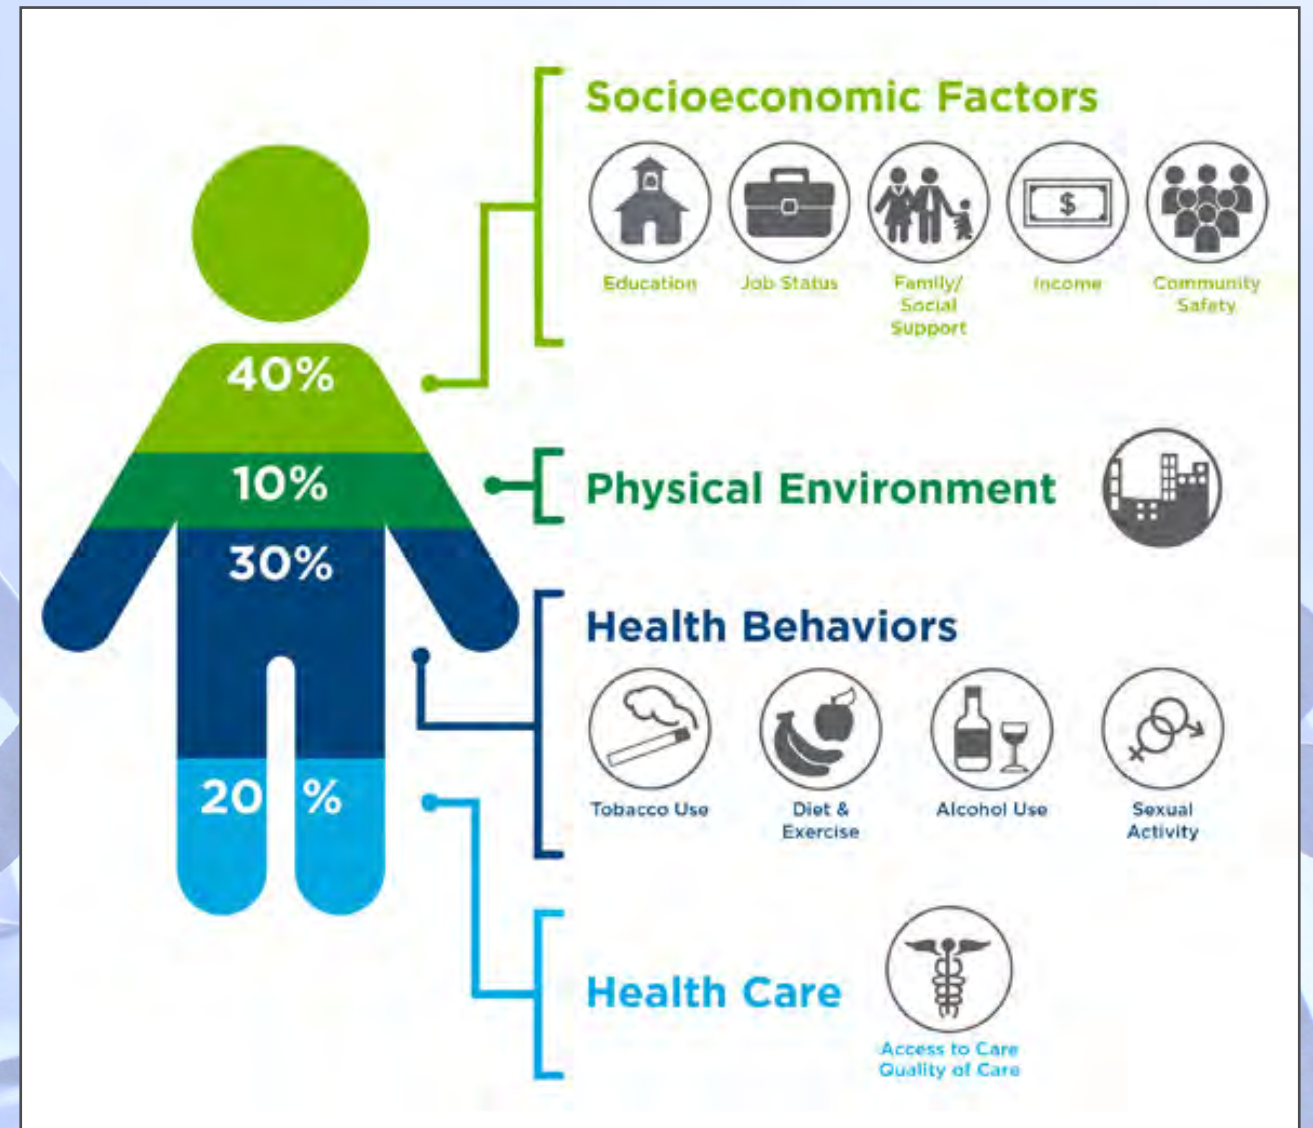 Socioeconomic Factors
Education
Job Status
Family/
Social
Support
Income
Community
Safety
40%
10%
Physical Environment
30%
Health Behaviors
Tobacco Use
Diet &
Exercise
Alcohol Use
Sexual
Activity
20 %
Health Care
Access to Care
Quality of Care
$